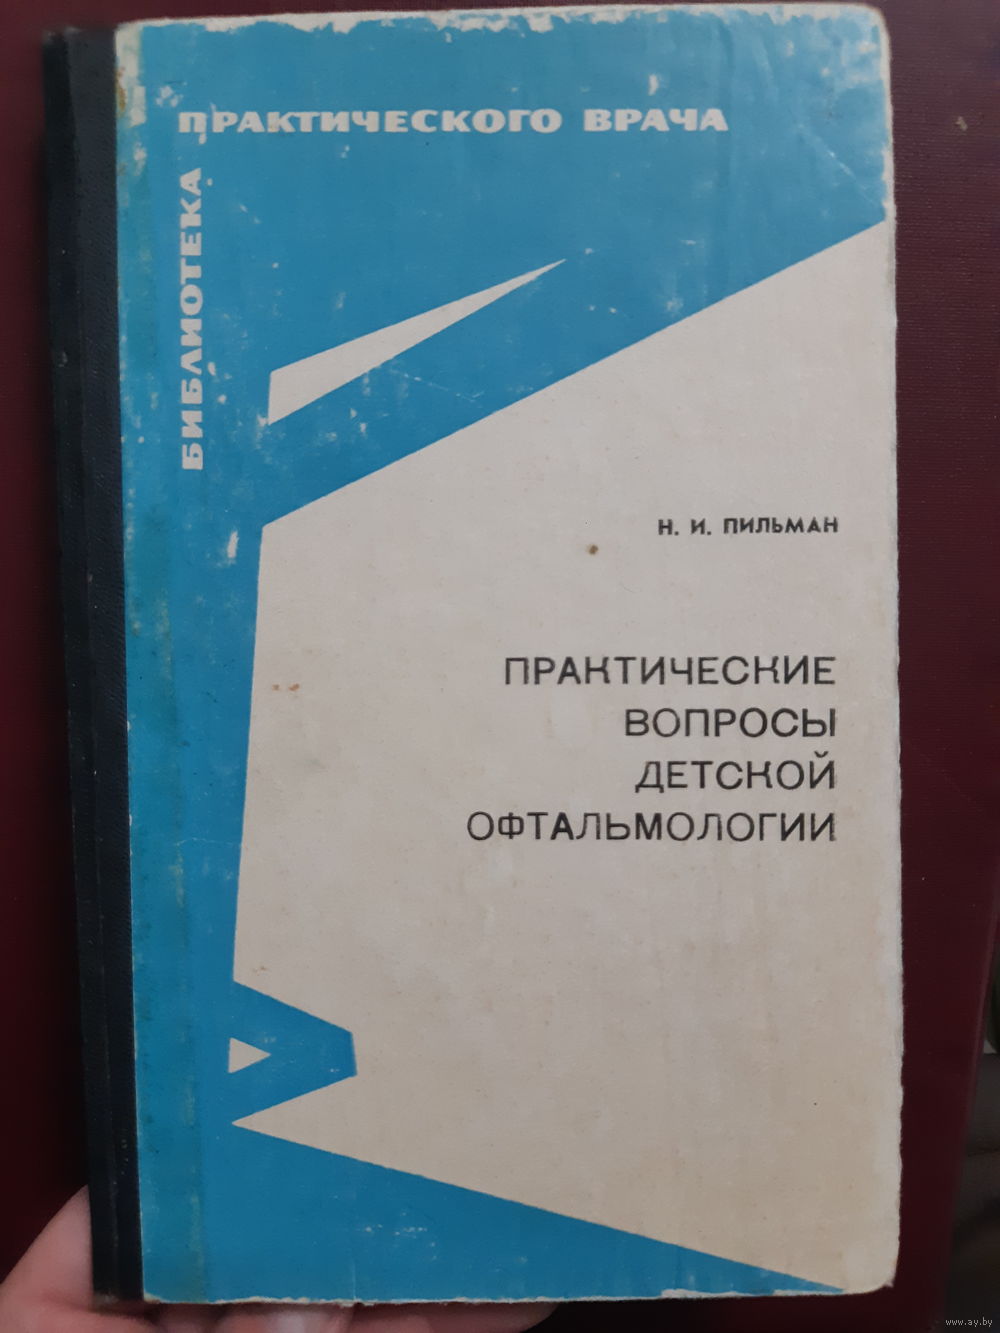 БИБЛИОТЕКА
ПРАКТИЧЕСКОГО ВРАЧА
Н. И. ПИЛЬМАН
ПРАКТИЧЕСКИЕ
ВОПРОСЫ
ДЕТСКОЙ
ОФТАЛЬМОЛОГИИ
www.ay.by